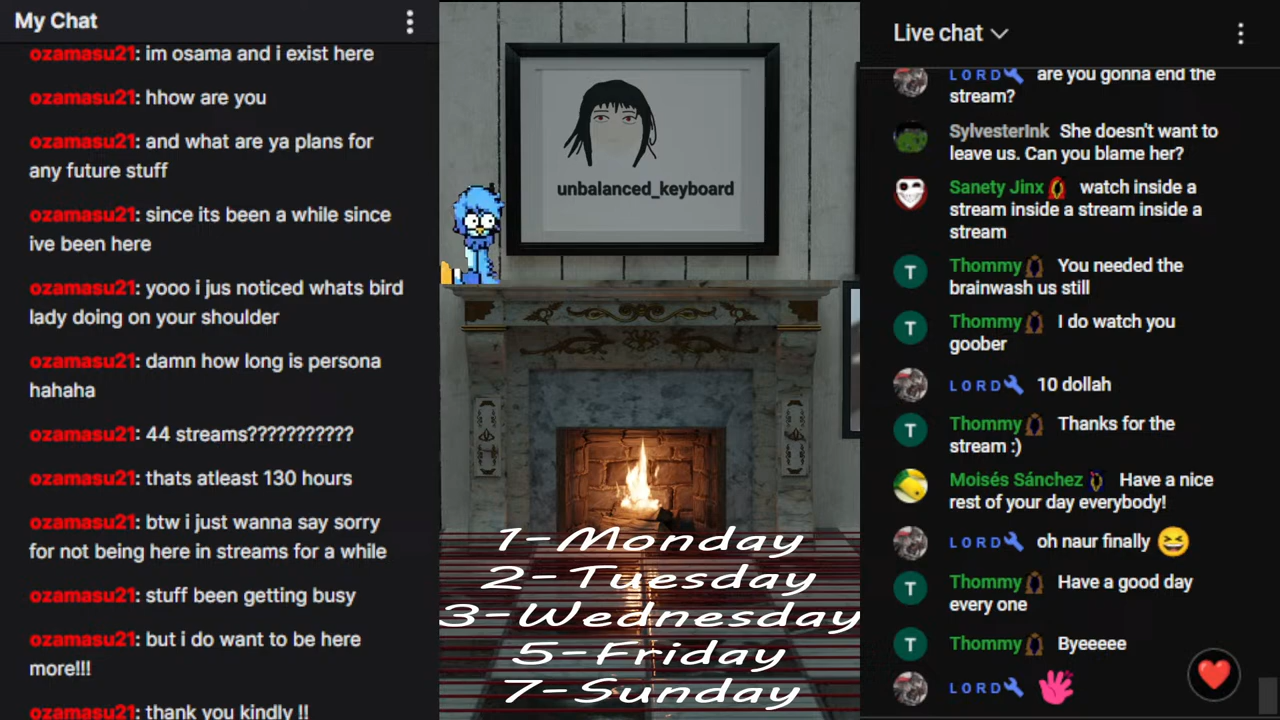 My Chat
ozamasu21: im osama and i exist here
ozamasu21: hhow are you
ozamasu21: and what are ya plans for
any future stuff
ozamasu21: since its been a while since
ive been here
ozamasu21: yooo i jus noticed whats bird
lady doing on your shoulder
ozamasu21: damn how long is persona
hahaha
ozamasu21: 44 streams???????????
ozamasu21: thats atleast 130 hours
ozamasu21: btw i just wanna say sorry
for not being here in streams for a while
ozamasu21: stuff been getting busy
ozamasu21: but i do want to be here
more!!!
ozamasu21: thank you kindly !!
unbalanced_keyboard
1-Monday
2-Tuesday
3-Wednesday
5-Friday
7-Sunday
Live chat
L O R D are you gonna end the
stream?
SylvesterInk She doesn't want to
leave us. Can you blame her?
Sanety Jinx watch inside a
stream inside a stream inside a
stream
T
Thommy You needed the
brainwash us still
T
Thommy I do watch you
goober
L O R D 10 dollah
T
Thommy Thanks for the
stream :)
Moisés Sánchez Have a nice
rest of your day everybody!
L O R D oh naur finally 😆
T
Thommy Have a good day
every one
T
Thommy Byeeeee
L O R D